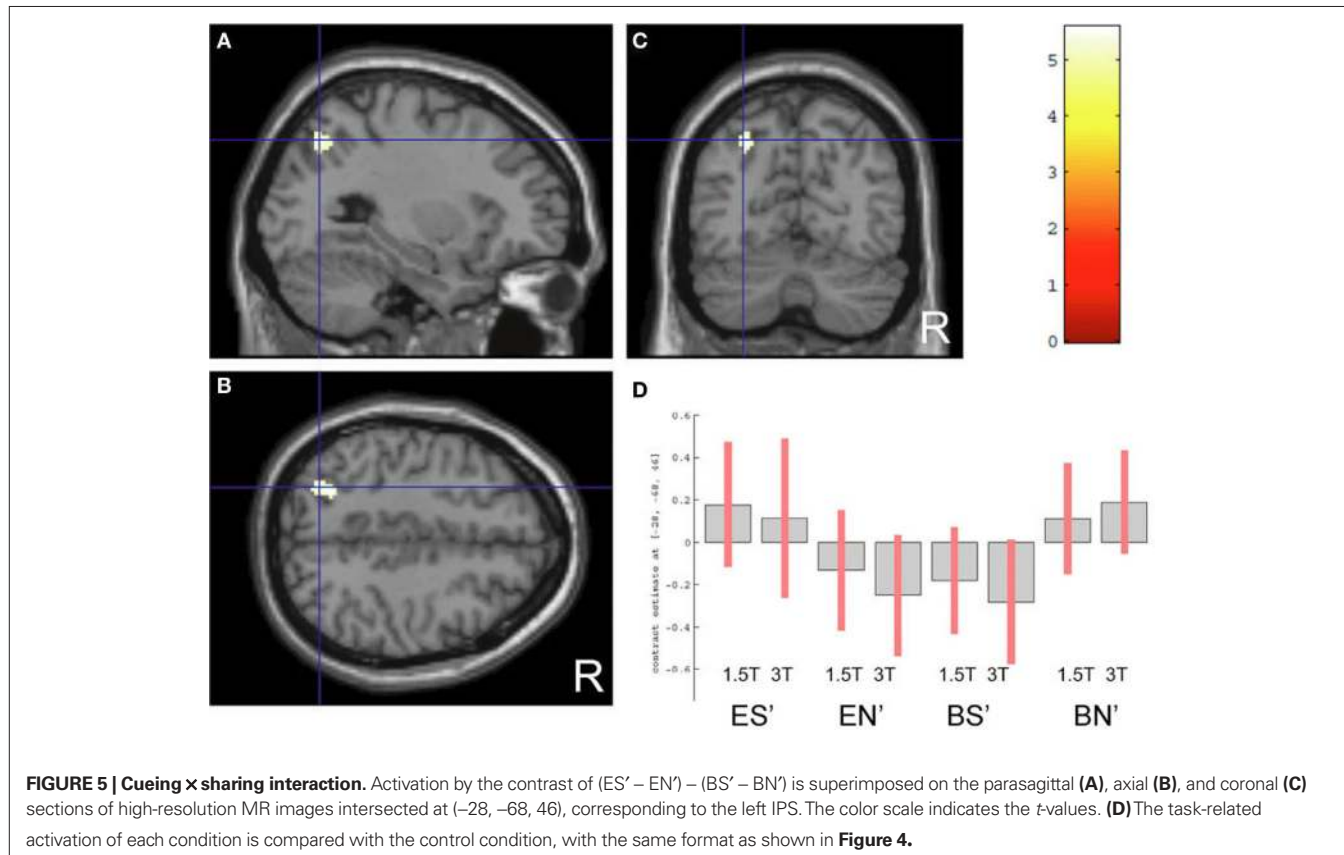 A
C
5
4
3
2
1
0
R
B
R
D
0.6
0.4
0.2
0
-0.2
-0.4
-0.6
contrast estimate at [-28, -68, 46]
1.5T 3T 1.5T 3T 1.5T 3T 1.5T 3T
ES’ EN’ BS’ BN’
FIGURE 5 | Cueing × sharing interaction. Activation by the contrast of (ES′ – EN′) – (BS′ – BN′) is superimposed on the parasagittal (A), axial (B), and coronal (C)
sections of high-resolution MR images intersected at (–28, –68, 46), corresponding to the left IPS. The color scale indicates the t-values. (D) The task-related
activation of each condition is compared with the control condition, with the same format as shown in Figure 4.